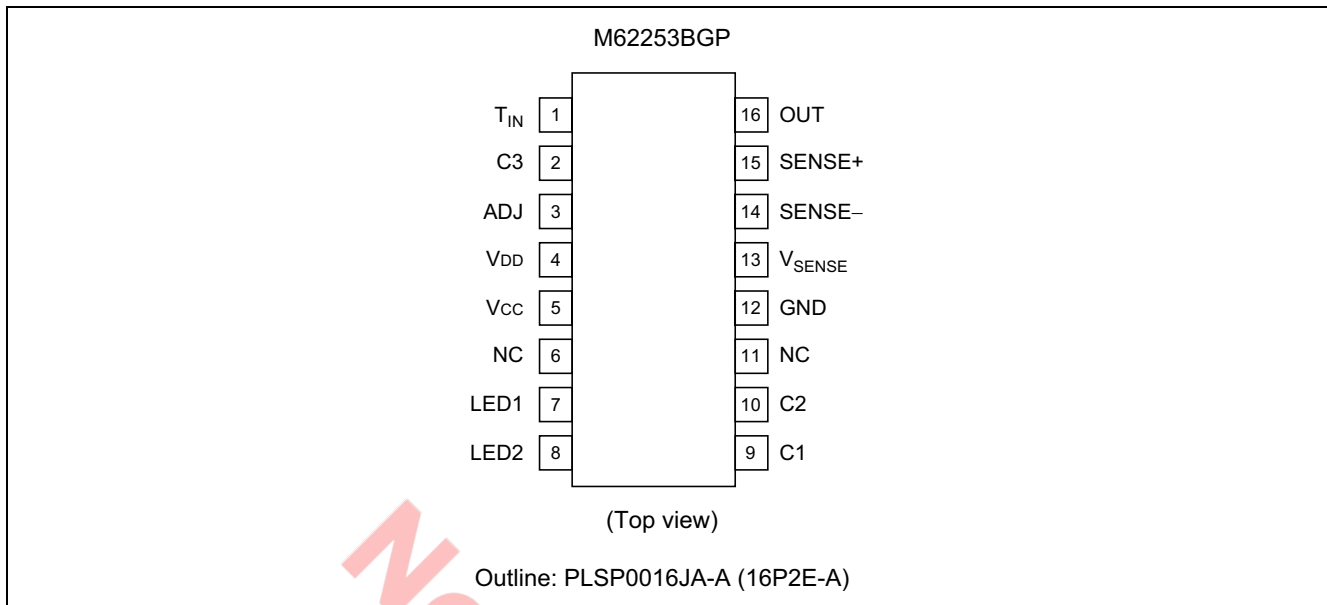 M62253BGP
T_IN 1 16 OUT
C3 2 15 SENSE+
ADJ 3 14 SENSE−
VDD 4 13 V_SENSE
VCC 5 12 GND
NC 6 11 NC
LED1 7 10 C2
LED2 8 9 C1
(Top view)
Outline: PLSP0016JA-A (16P2E-A)